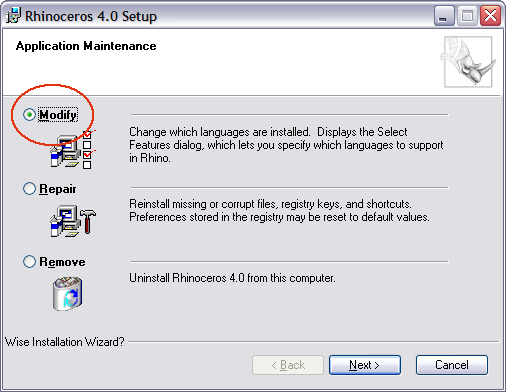 Rhinoceros 4.0 Setup
Application Maintenance
Modify
Change which languages are installed. Displays the Select
Features dialog, which lets you specify which languages to support
in Rhino.
Repair
Reinstall missing or corrupt files, registry keys, and shortcuts.
Preferences stored in the registry may be reset to default values.
Remove
Uninstall Rhinoceros 4.0 from this computer.
Wise Installation Wizard?
< Back
Next >
Cancel